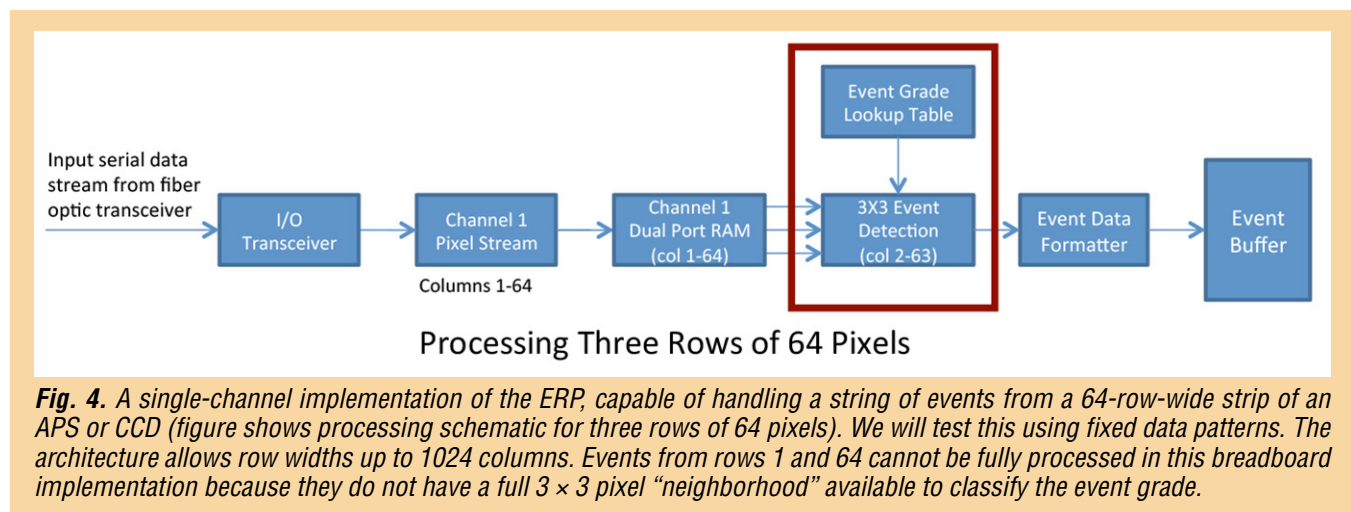 Event Grade
Lookup Table
Input serial data
stream from fiber
optic transceiver
I/O
Transceiver
Channel 1
Pixel Stream
Columns 1-64
Channel 1
Dual Port RAM
(col 1-64)
3X3 Event
Detection
(col 2-63)
Event Data
Formatter
Event
Buffer
Processing Three Rows of 64 Pixels
Fig. 4. A single-channel implementation of the ERP, capable of handling a string of events from a 64-row-wide strip of an
APS or CCD (figure shows processing schematic for three rows of 64 pixels). We will test this using fixed data patterns. The
architecture allows row widths up to 1024 columns. Events from rows 1 and 64 cannot be fully processed in this breadboard
implementation because they do not have a full 3 × 3 pixel “neighborhood” available to classify the event grade.